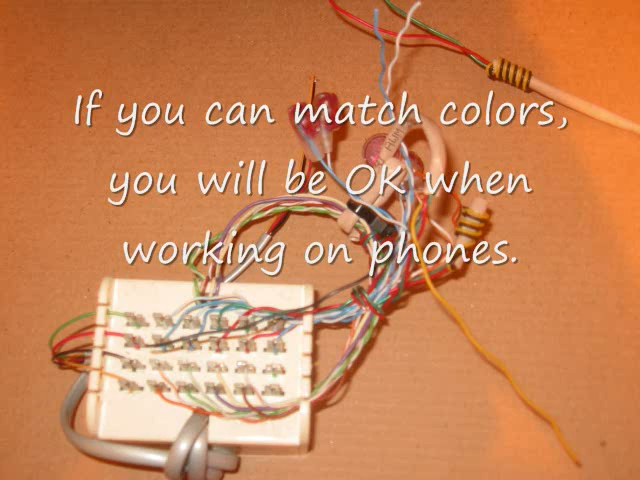 If you can match colors,
you will be OK when
working on phones.